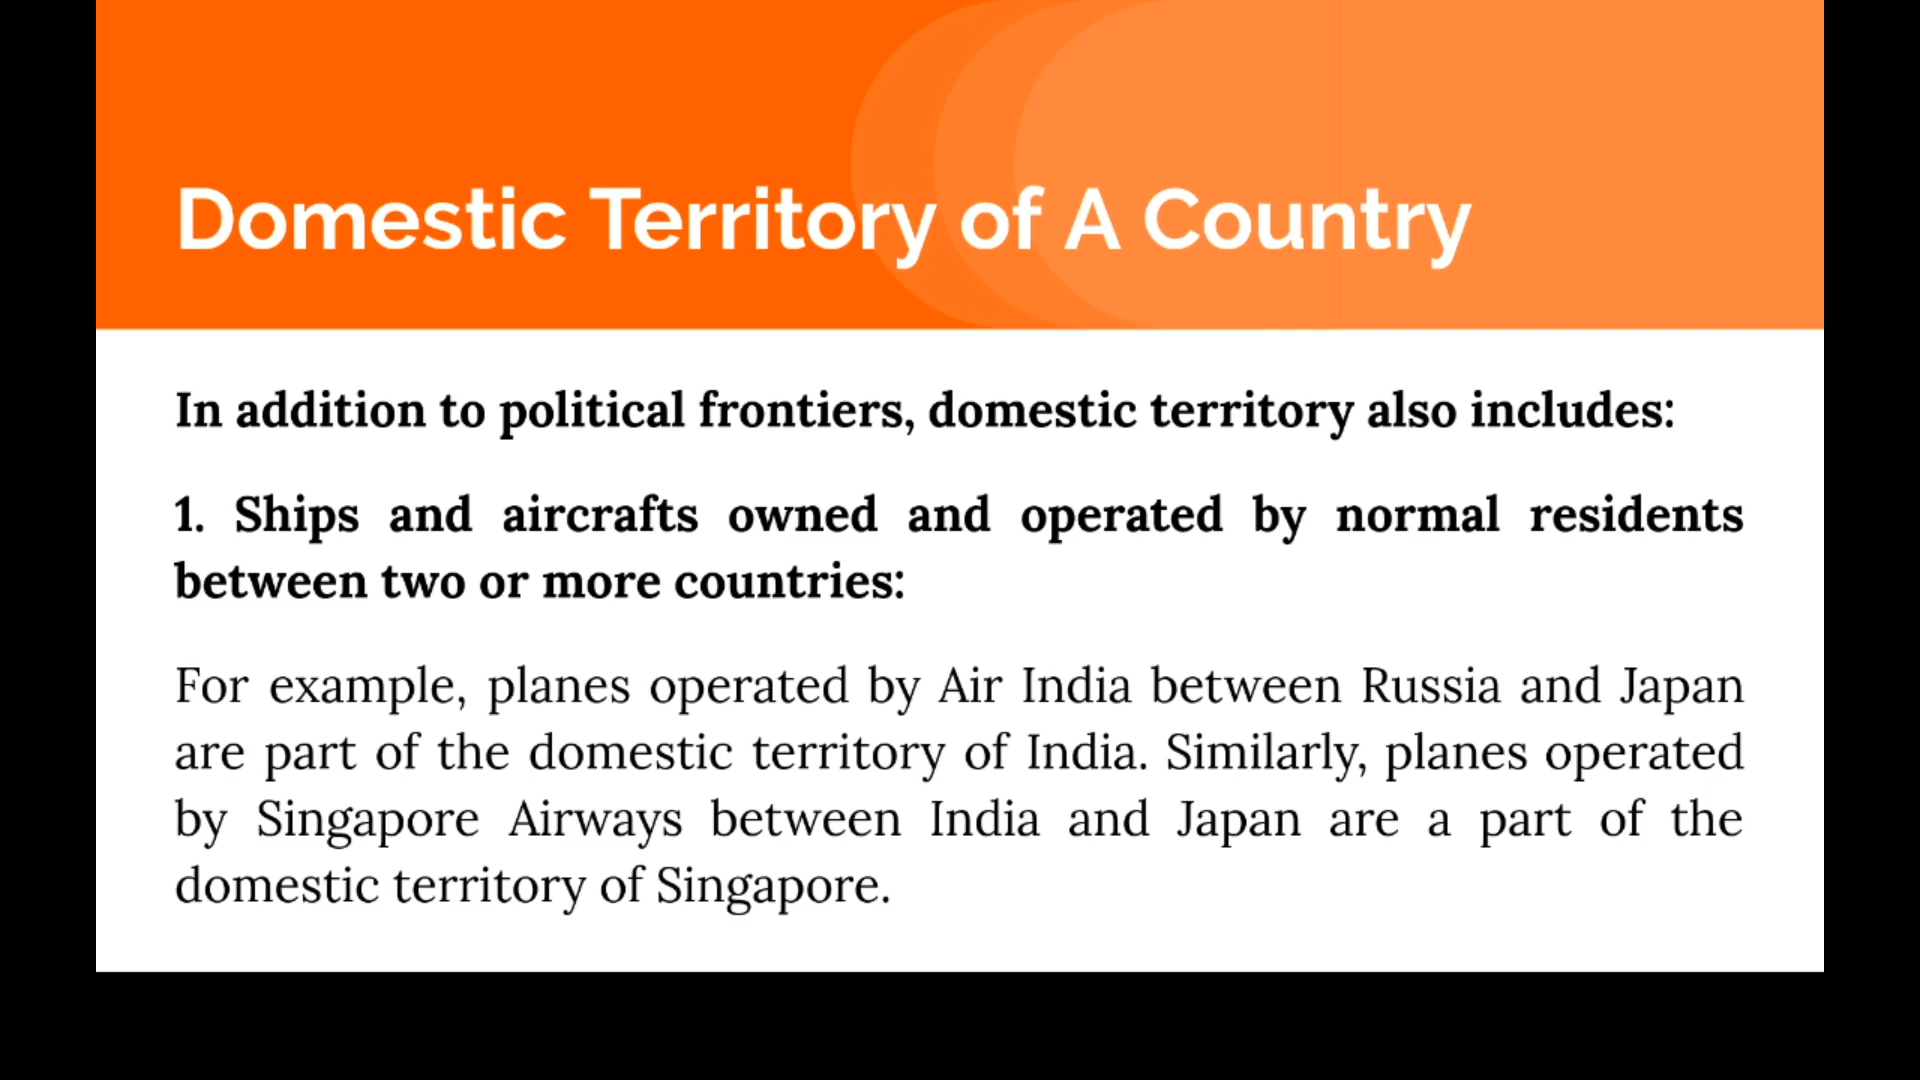 Domestic Territory of A Country
In addition to political frontiers, domestic territory also includes:
1. Ships and aircrafts owned and operated by normal residents
between two or more countries:
For example, planes operated by Air India between Russia and Japan
are part of the domestic territory of India. Similarly, planes operated
by Singapore Airways between India and Japan are a part of the
domestic territory of Singapore.